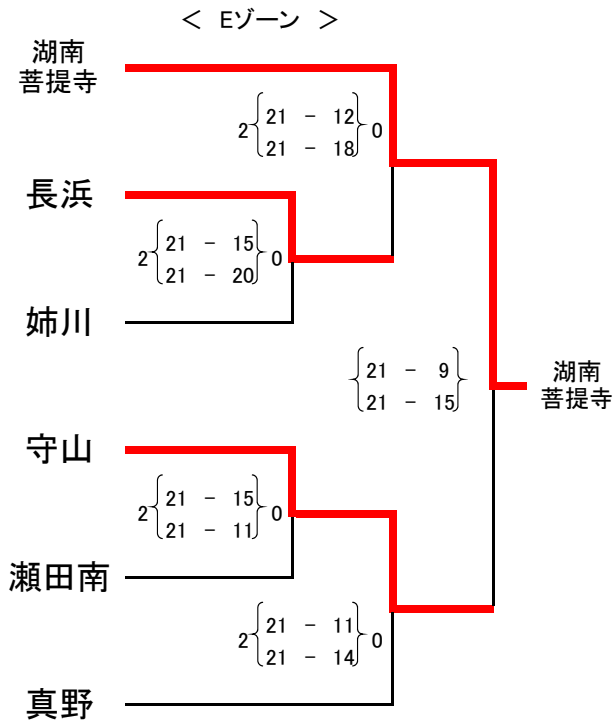 ＜ Eゾーン ＞
湖南
菩提寺
21 － 12
2 0
21 － 18
長浜
21 － 15
2 0
21 － 20
姉川
21 － 9
21 － 15
湖南
菩提寺
守山
21 － 15
2 0
21 － 11
瀬田南
21 － 11
2 0
21 － 14
真野